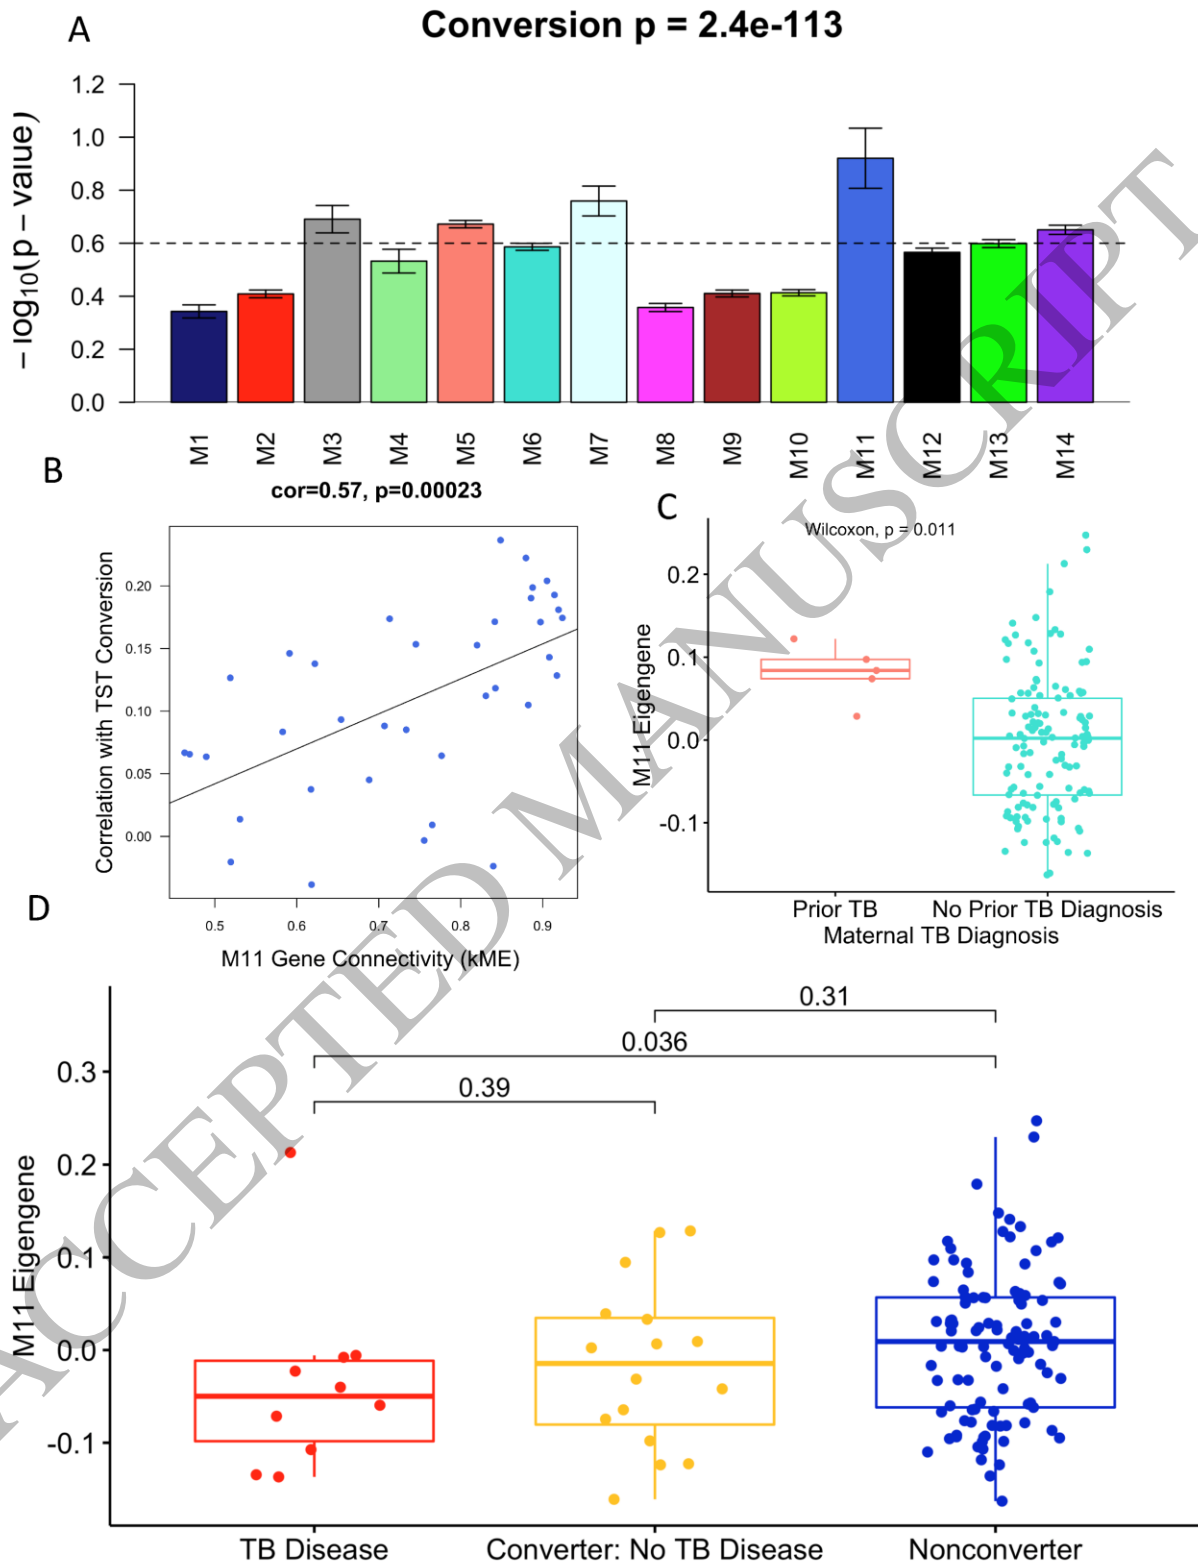 A
Conversion p = 2.4e-113
− log10(p − value)
1.2
1.0
0.8
0.6
0.4
0.2
0.0
M1 M2 M3 M4 M5 M6 M7 M8 M9 M10 M11 M12 M13 M14
B
cor=0.57, p=0.00023
Correlation with TST Conversion
0.20
0.15
0.10
0.05
0.00
0.5 0.6 0.7 0.8 0.9
M11 Gene Connectivity (kME)
C
Wilcoxon, p = 0.011
M11 Eigengene
0.2
0.1
0.0
-0.1
Prior TB No Prior TB Diagnosis
Maternal TB Diagnosis
D
0.31
0.036
0.39
M11 Eigengene
0.3
0.2
0.1
0.0
-0.1
TB Disease Converter: No TB Disease Nonconverter
ACCEPTED MANUSCRIPT